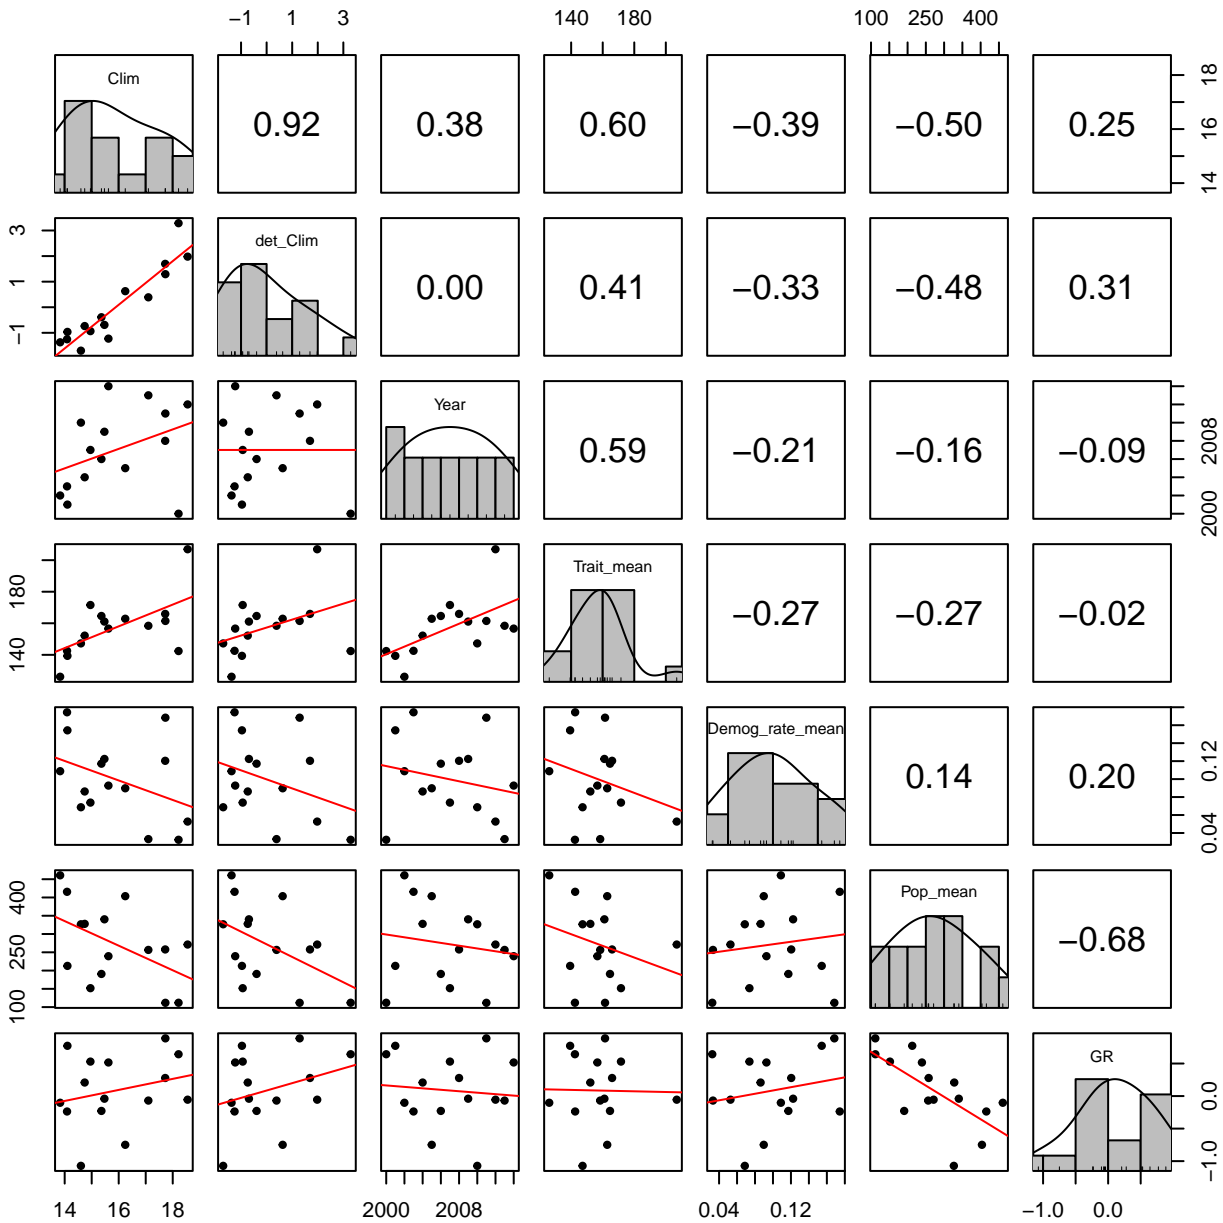 −1 1 3 140 180 100 250 400
Clim 0.92 0.38 0.60 −0.39 −0.50 0.25 14 16 18
−1 1 3 det_Clim 0.00 0.41 −0.33 −0.48 0.31
Year 0.59 −0.21 −0.16 −0.09 2000 2008
140 180 Trait_mean −0.27 −0.27 −0.02
Demog_rate_mean 0.14 0.20 0.04 0.12
100 250 400 Pop_mean −0.68
GR −1.0 0.0
14 16 18 2000 2008 0.04 0.12 −1.0 0.0